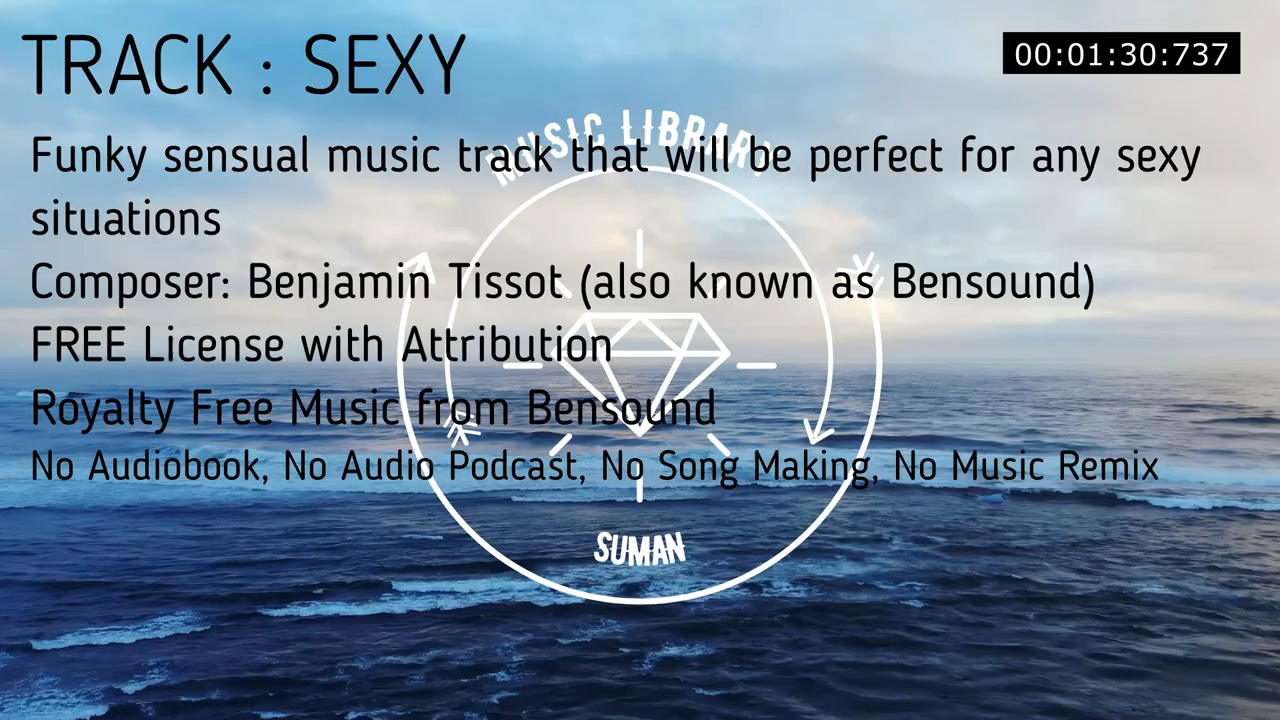 TRACK : SEXY
00:01:30:737
MUSIC LIBRARY
Funky sensual music track that will be perfect for any sexy
situations
Composer: Benjamin Tissot (also known as Bensound)
FREE License with Attribution
Royalty Free Music from Bensound
No Audiobook, No Audio Podcast, No Song Making, No Music Remix
SUMAN